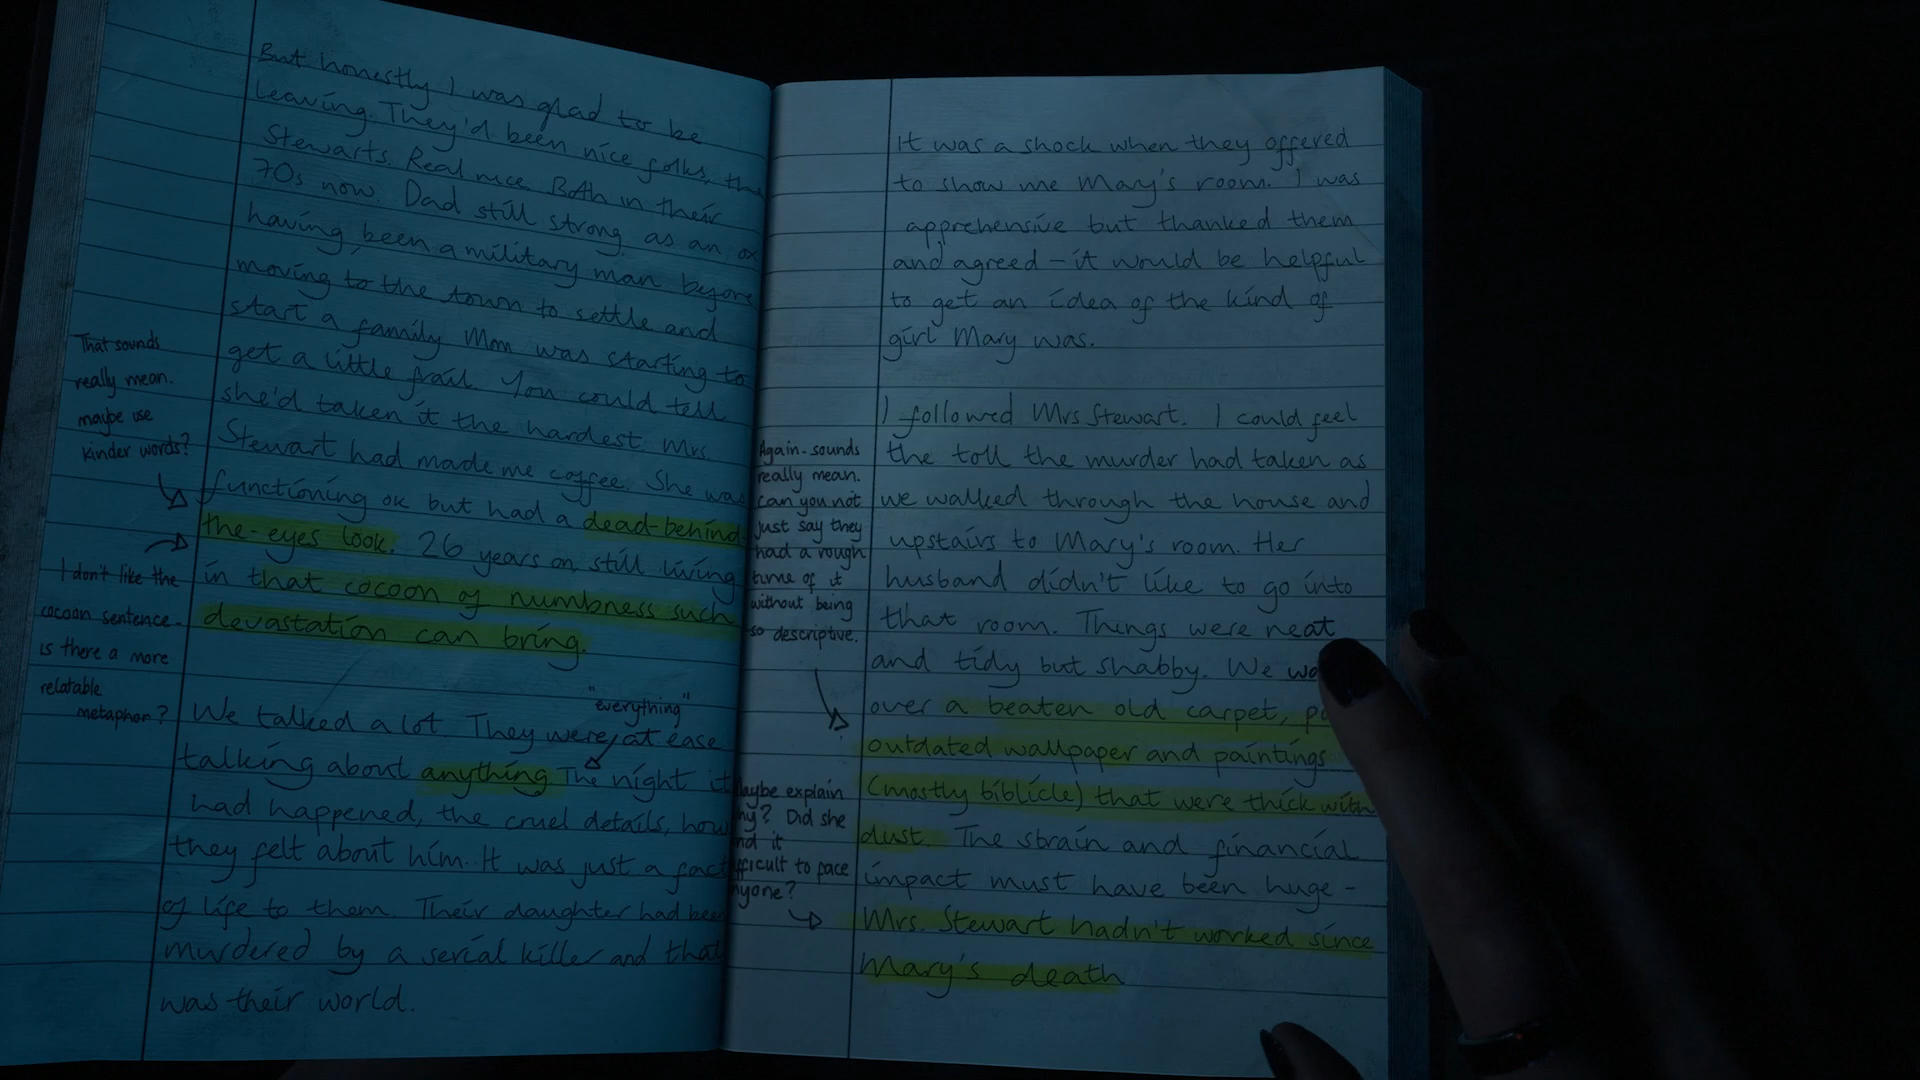 But honestly I was glad to be
leaving. They'd been nice folks, the
Stewarts. Real nice. Both in their
70s now. Dad still strong as an ox
having been a military man before
moving to the town to settle and
start a family Mom was starting to
get a little frail. You could tell
she'd taken it the hardest. Mrs.
Stewart had made me coffee. She was
functioning ok but had a dead-behind-
the-eyes look. 26 years on, still living
in that cocoon of numbness such
devastation can bring.
We talked a lot They were at ease
talking about anything The night it
had happened, the cruel details, how
they felt about him. It was just a fact
of life to them. Their daughter had been
murdered by a serial killer and that
was their world.
That sounds
really mean.
maybe use
kinder words?
I don't like the
cocoon sentence-
is there a more
relatable
metaphor?
"everything"
It was a shock when they offered
to show me Mary's room. I was
apprehensive but thanked them
and agreed – it would be helpful
to get an idea of the kind of
girl Mary was.
I followed Mrs Stewart. I could feel
the toll the murder had taken as
we walked through the house and
upstairs to Mary's room. Her
husband didn't like to go into
that room. Things were neat
and tidy but shabby. We
over a beaten old carpet,
outdated wallpaper and paintings
(mostly biblicle) that were thick with
dust. The strain and financial
impact must have been huge –
Mrs. Stewart hadn't worked since
Mary's death
Again-sounds
really mean.
Can you not
just say they
had a rough
time of it
without being
so descriptive.
explain
? Did she
it
to